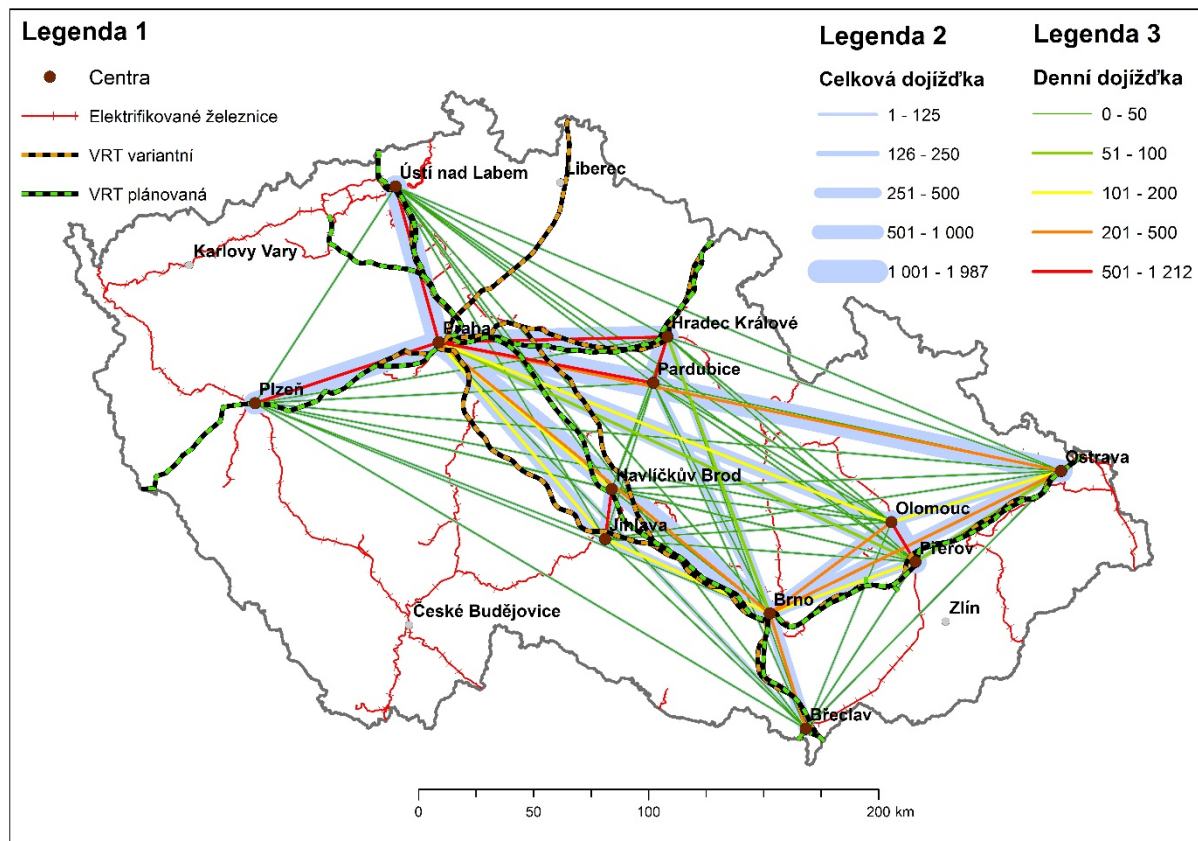 Legenda 1
Centra
Elektrifikované železnice
VRT variantní
VRT plánovaná
Legenda 2
Celková dojížďka
1 - 125
126 - 250
251 - 500
501 - 1 000
1 001 - 1 987
Legenda 3
Denní dojížďka
0 - 50
51 - 100
101 - 200
201 - 500
501 - 1 212
Ústí nad Labem
Liberec
Karlovy Vary
Praha
Hradec Králové
Pardubice
Plzeň
Ostrava
Havlíčkův Brod
Olomouc
Jihlava
Přerov
Brno
České Budějovice
Zlín
Břeclav
0
50
100
200 km